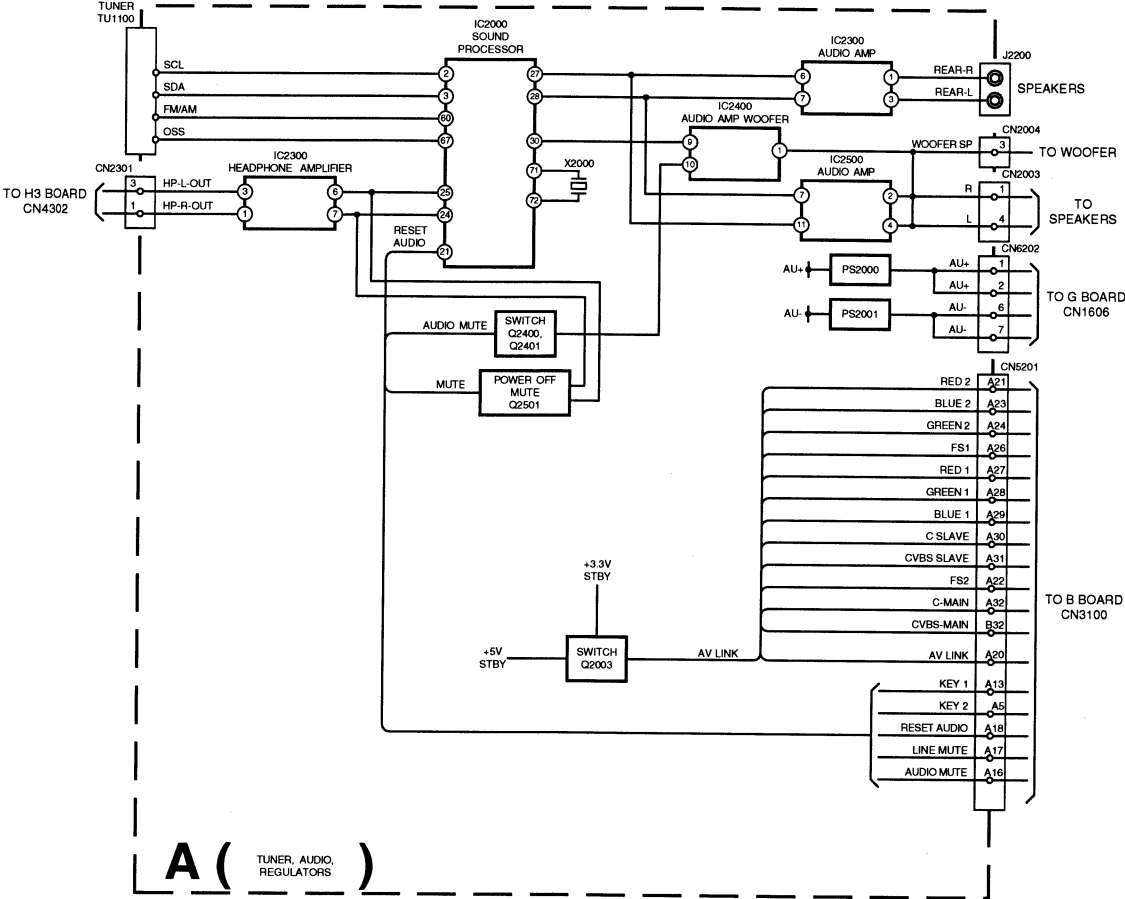 TUNER
TU1100
SCL
SDA
FM/AM
OSS
IC2000
SOUND
PROCESSOR
2
3
60
67
25
24
21
27
28
30
71
72
X2000
IC2300
AUDIO AMP
6
7
1
3
REAR-R
REAR-L
J2200
SPEAKERS
IC2400
AUDIO AMP WOOFER
9
10
1
WOOFER SP
CN2004
3
TO WOOFER
IC2500
AUDIO AMP
7
11
2
4
R
L
CN2003
1
4
TO
SPEAKERS
CN2301
3
1
TO H3 BOARD
CN4302
HP-L-OUT
HP-R-OUT
IC2300
HEADPHONE AMPLIFIER
3
1
6
7
RESET
AUDIO
AU+
PS2000
AU-
PS2001
AU+
AU+
AU-
AU-
CN6202
1
2
6
7
TO G BOARD
CN1606
AUDIO MUTE
SWITCH
Q2400,
Q2401
MUTE
POWER OFF
MUTE
Q2501
CN5201
RED 2 A21
BLUE 2 A23
GREEN 2 A24
FS1 A26
RED 1 A27
GREEN 1 A28
BLUE 1 A29
C SLAVE A30
CVBS SLAVE A31
FS2 A22
C-MAIN A32
CVBS-MAIN B32
AV LINK A20
KEY 1 A13
KEY 2 A5
RESET AUDIO A18
LINE MUTE A17
AUDIO MUTE A16
TO B BOARD
CN3100
+3.3V
STBY
+5V
STBY
SWITCH
Q2003
AV LINK
A ( TUNER, AUDIO,
REGULATORS )